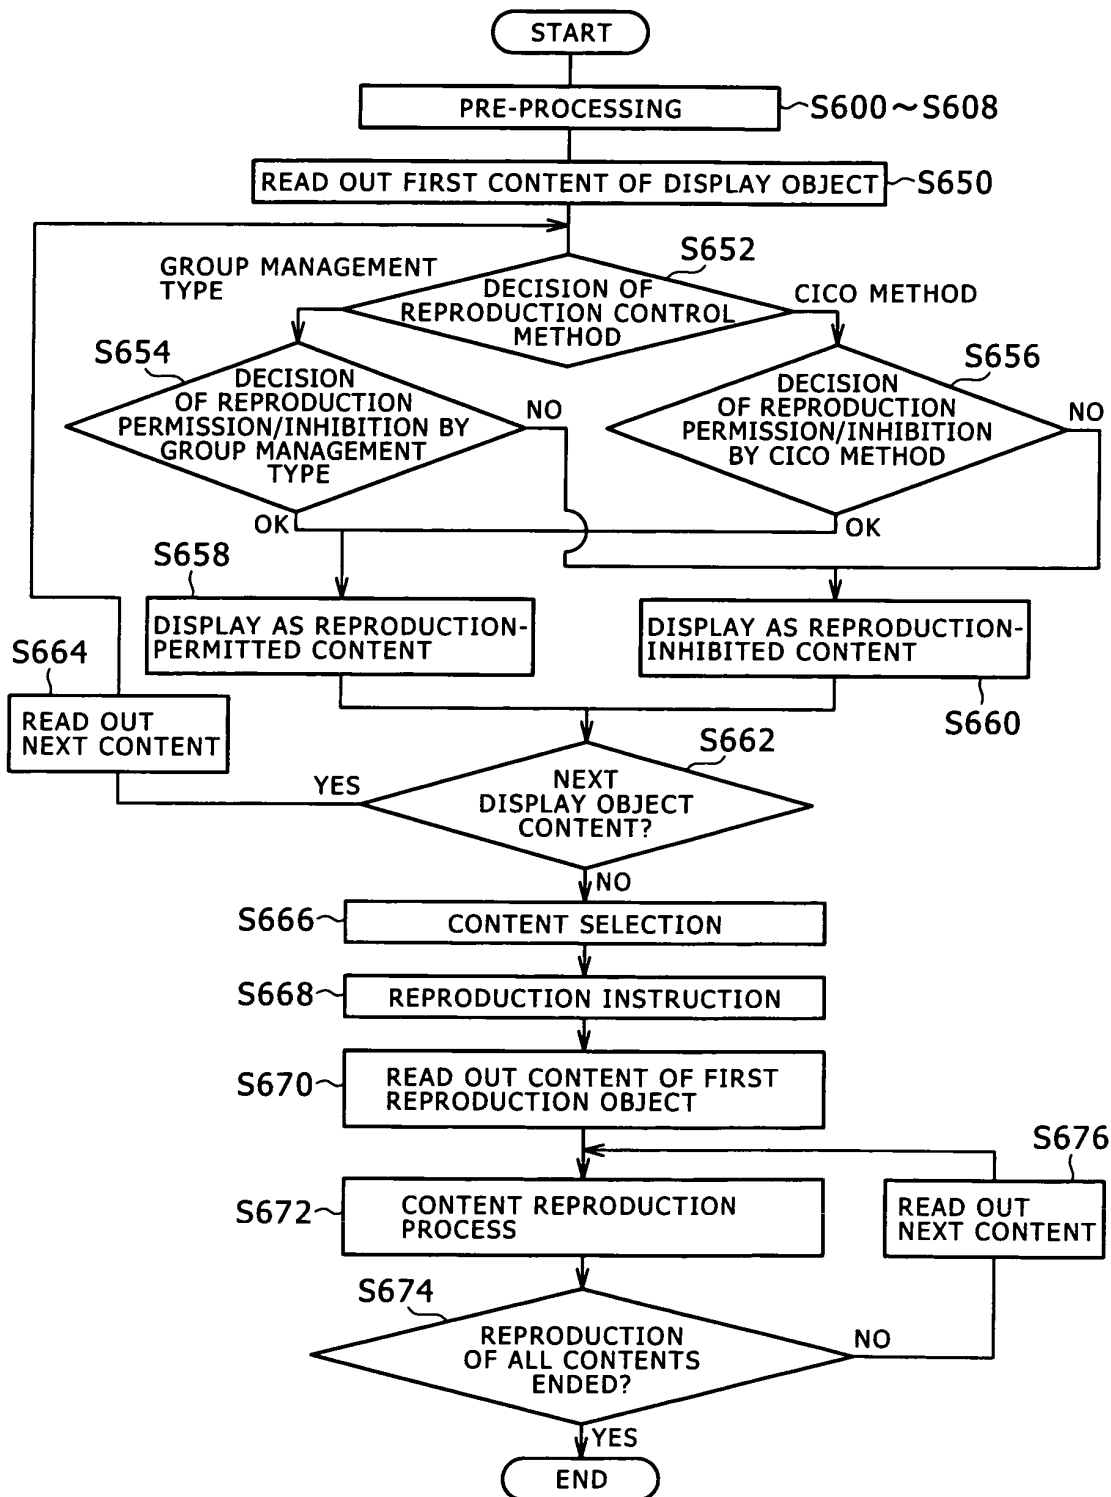 START
PRE-PROCESSING
S600~S608
READ OUT FIRST CONTENT OF DISPLAY OBJECT
S650
S652
GROUP MANAGEMENT
TYPE
DECISION OF
REPRODUCTION CONTROL
METHOD
CICO METHOD
S654
DECISION
OF REPRODUCTION
PERMISSION/INHIBITION BY
GROUP MANAGEMENT
TYPE
NO
OK
S656
DECISION
OF REPRODUCTION
PERMISSION/INHIBITION
BY CICO METHOD
NO
OK
S658
DISPLAY AS REPRODUCTION-
PERMITTED CONTENT
DISPLAY AS REPRODUCTION-
INHIBITED CONTENT
S660
S664
READ OUT
NEXT CONTENT
S662
YES
NEXT
DISPLAY OBJECT
CONTENT?
NO
S666
CONTENT SELECTION
S668
REPRODUCTION INSTRUCTION
S670
READ OUT CONTENT OF FIRST
REPRODUCTION OBJECT
S676
READ OUT
NEXT CONTENT
S672
CONTENT REPRODUCTION
PROCESS
S674
REPRODUCTION
OF ALL CONTENTS
ENDED?
NO
YES
END